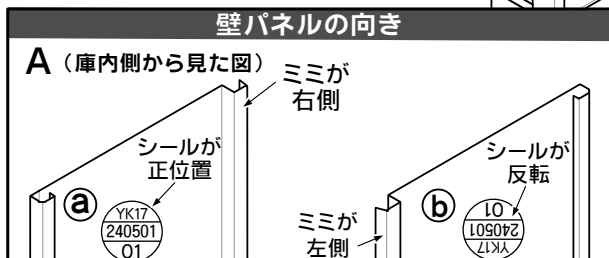 壁パネルの向き
A（庫内側から見た図）
ミミが
右側
シールが
正位置
ⓐ
YK17
240501
01
ミミが
左側
シールが
反転
ⓑ
YK17
240501
01